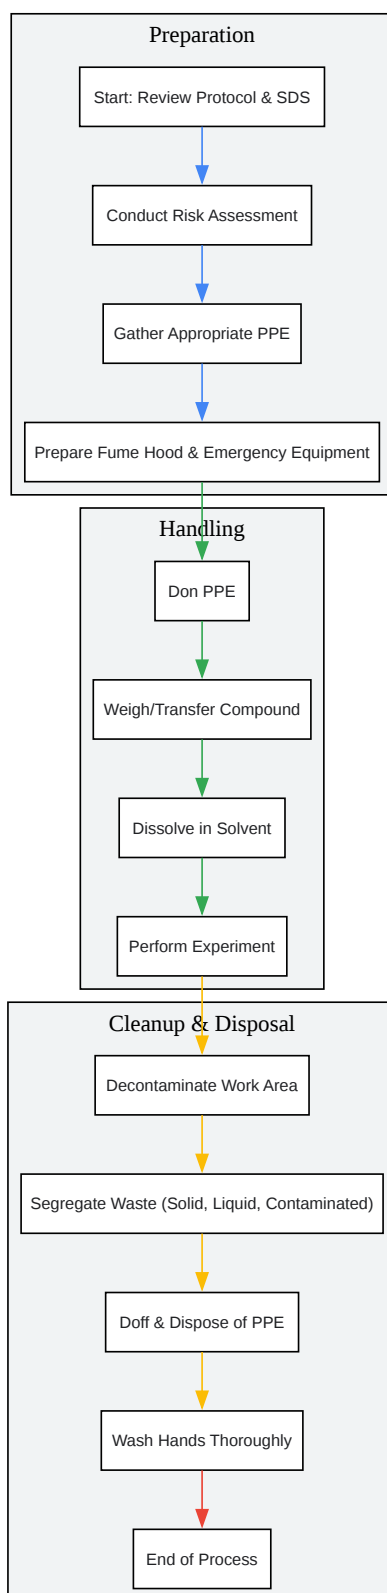 Preparation
Start: Review Protocol & SDS
Conduct Risk Assessment
Gather Appropriate PPE
Prepare Fume Hood & Emergency Equipment
Handling
Don PPE
Weigh/Transfer Compound
Dissolve in Solvent
Perform Experiment
Cleanup & Disposal
Decontaminate Work Area
Segregate Waste (Solid, Liquid, Contaminated)
Doff & Dispose of PPE
Wash Hands Thoroughly
End of Process